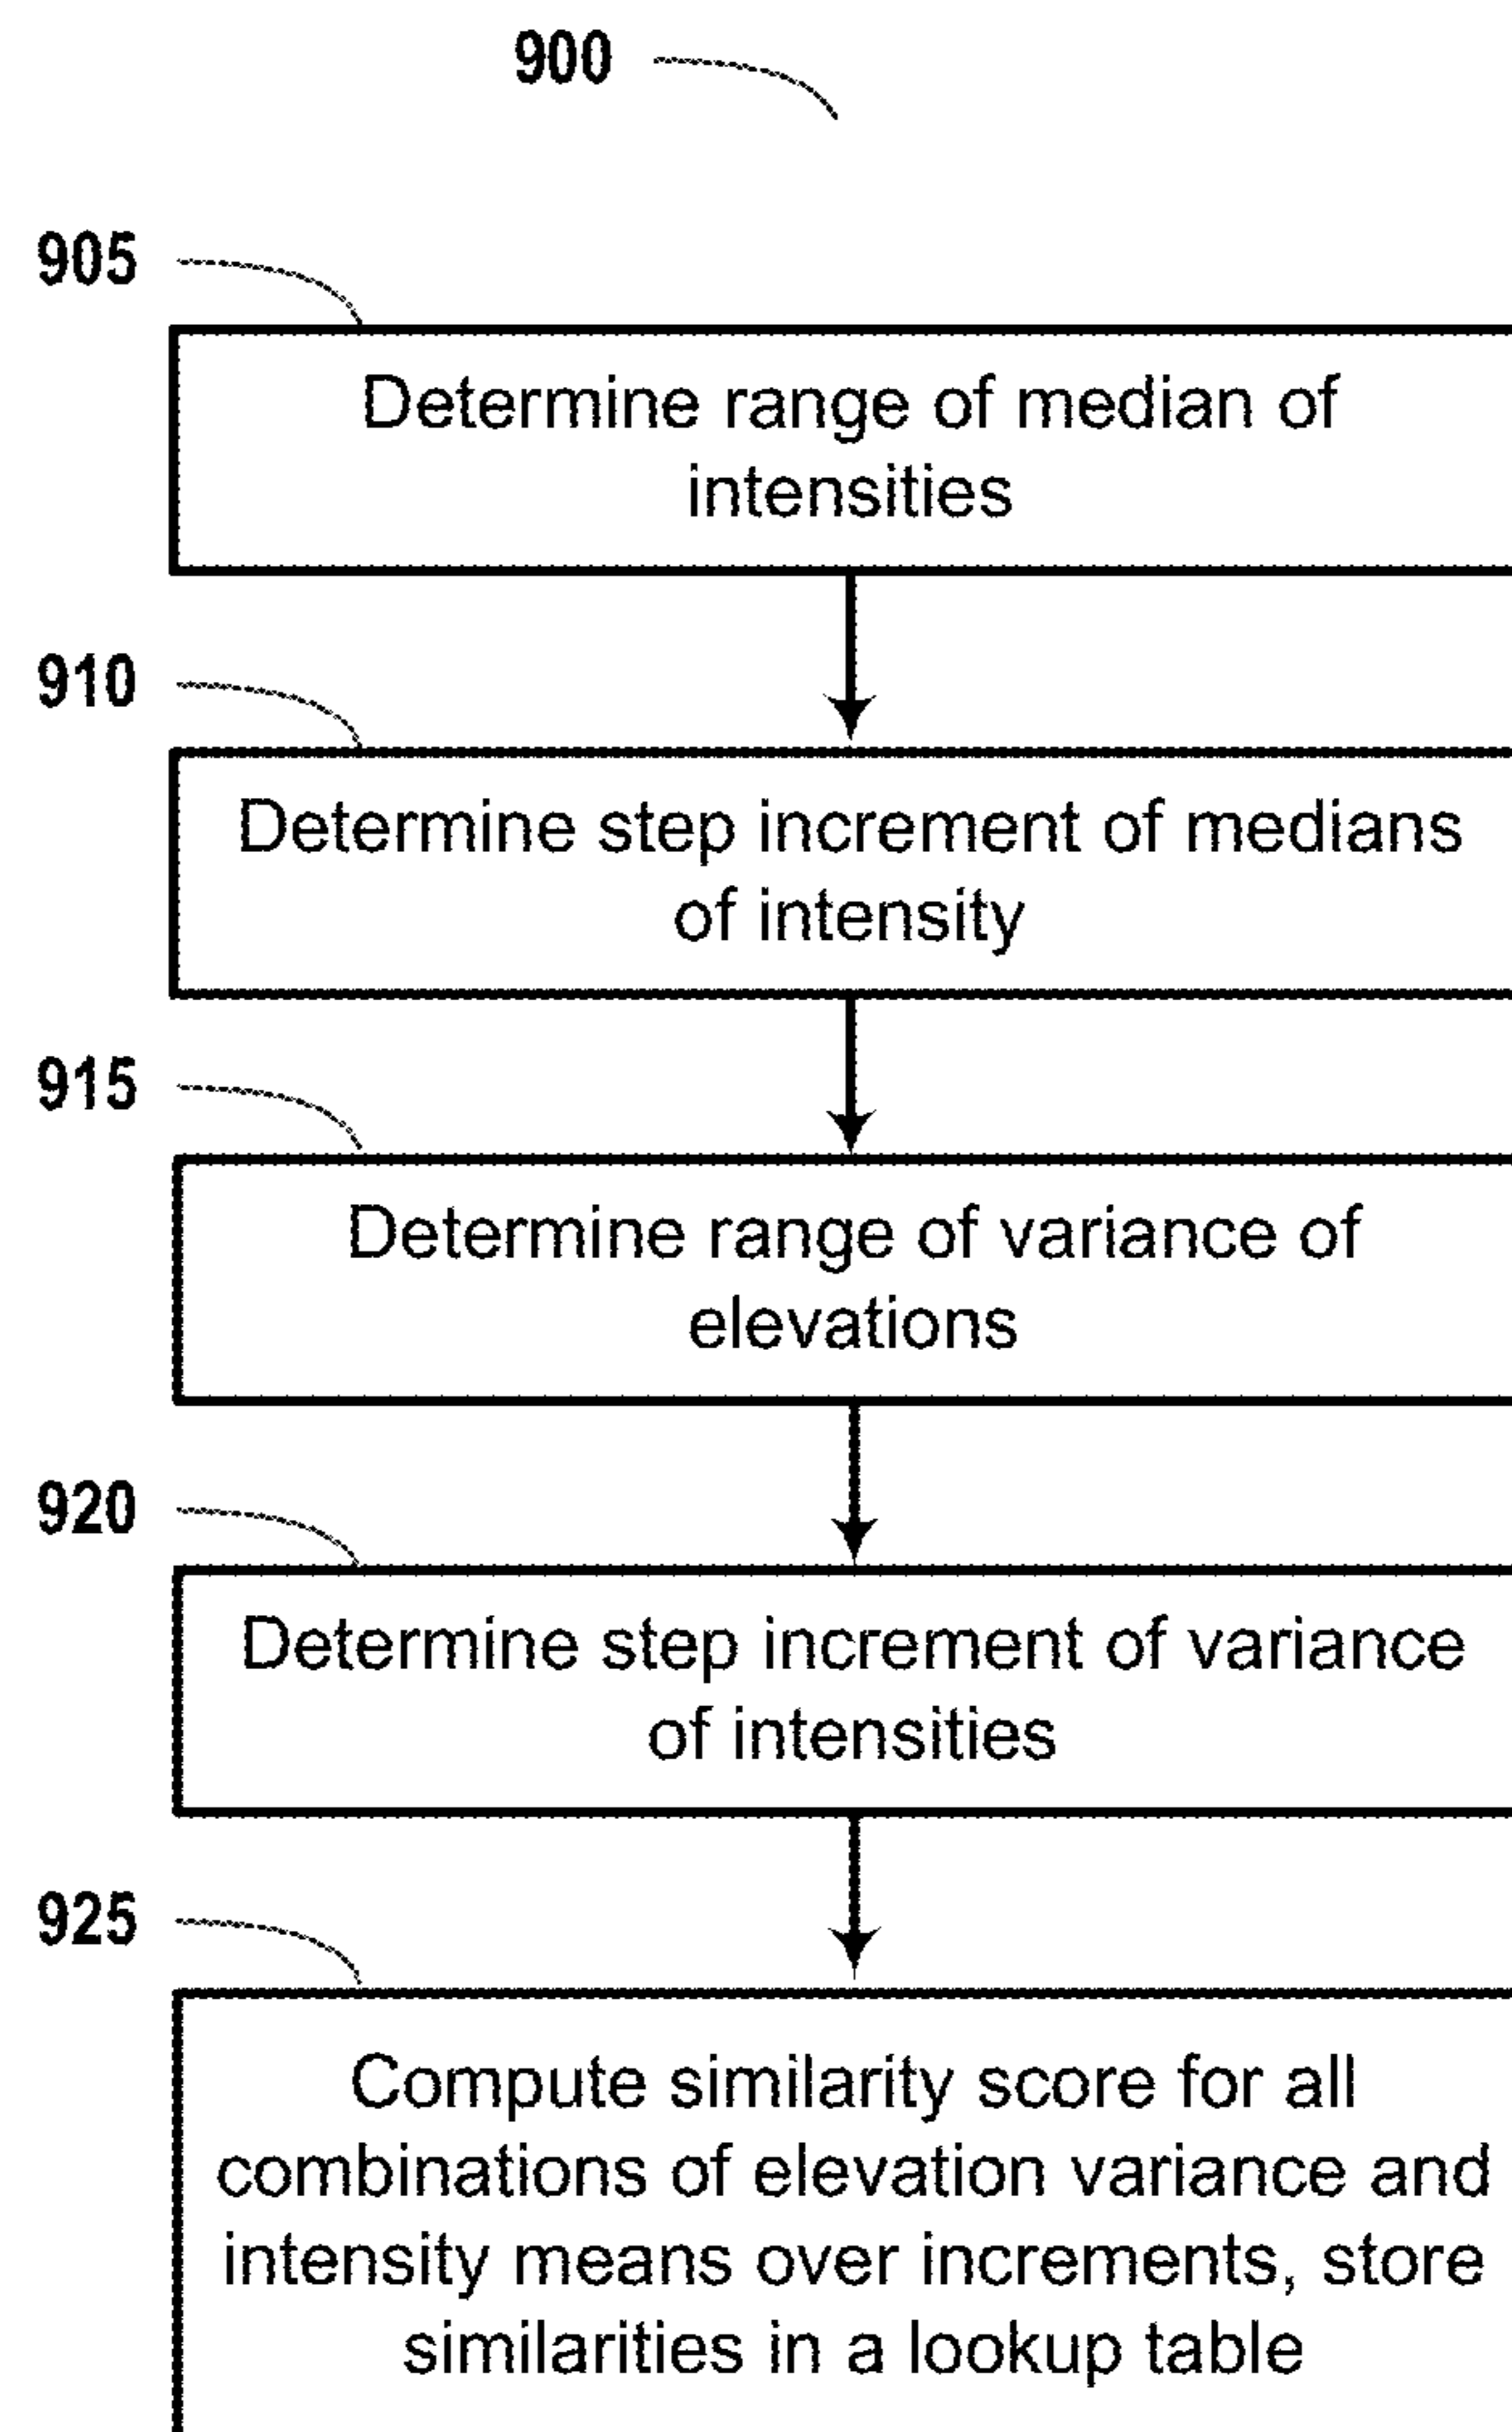 900
905
Determine range of median of
intensities
910
Determine step increment of medians
of intensity
915
Determine range of variance of
elevations
920
Determine step increment of variance
of intensities
925
Compute similarity score for all
combinations of elevation variance and
intensity means over increments, store
similarities in a lookup table